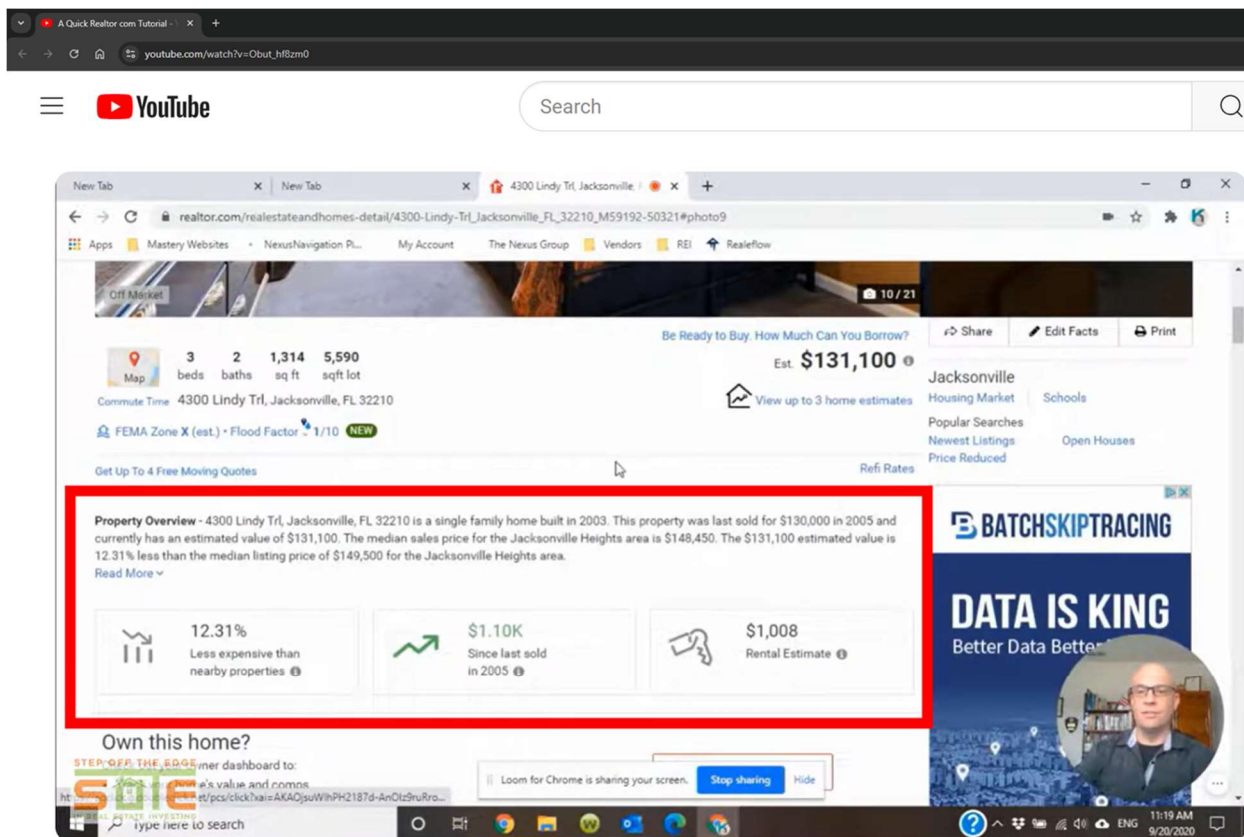 A Quick Realtor com Tutorial -
youtube.com/watch?v=Obut_hf8zm0
YouTube
Search
New Tab
New Tab
4300 Lindy Trl, Jacksonville,
realtor.com/realestateandhomes-detail/4300-Lindy-Trl_Jacksonville_FL_32210_M59192-50321#photo9
Apps Mastery Websites NexusNavigation Pl... My Account The Nexus Group Vendors REI Realeflow
Off Market
10 / 21
Be Ready to Buy. How Much Can You Borrow?
Share Edit Facts Print
3 2 1,314 5,590
beds baths sq ft sqft lot
Map
Est. $131,100
Commute Time 4300 Lindy Trl, Jacksonville, FL 32210
View up to 3 home estimates
FEMA Zone X (est.) • Flood Factor 1/10 NEW
Jacksonville
Housing Market Schools
Popular Searches
Newest Listings Open Houses
Price Reduced
Get Up To 4 Free Moving Quotes
Refi Rates
Property Overview - 4300 Lindy Trl, Jacksonville, FL 32210 is a single family home built in 2003. This property was last sold for $130,000 in 2005 and
currently has an estimated value of $131,100. The median sales price for the Jacksonville Heights area is $148,450. The $131,100 estimated value is
12.31% less than the median listing price of $149,500 for the Jacksonville Heights area.
Read More
12.31%
Less expensive than
nearby properties
$1.10K
Since last sold
in 2005
$1,008
Rental Estimate
BATCHSKIPTRACING
DATA IS KING
Better Data Better
Own this home?
STEP OFF THE EDGE
owner dashboard to:
home's value and comps
SOTE
REAL ESTATE INVESTING
Loom for Chrome is sharing your screen. Stop sharing Hide
Type here to search
ENG
11:19 AM
9/20/2020